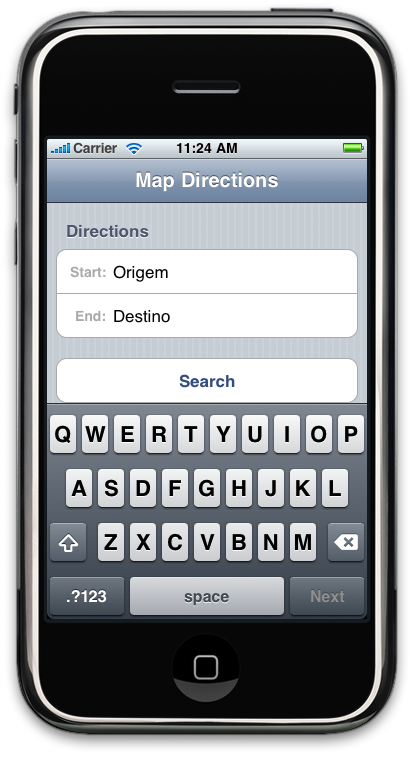 Carrier 11:24 AM
Map Directions
Directions
Start: Origem
End: Destino
Search
Q W E R T Y U I O P
A S D F G H J K L
Z X C V B N M
.?123 space Next